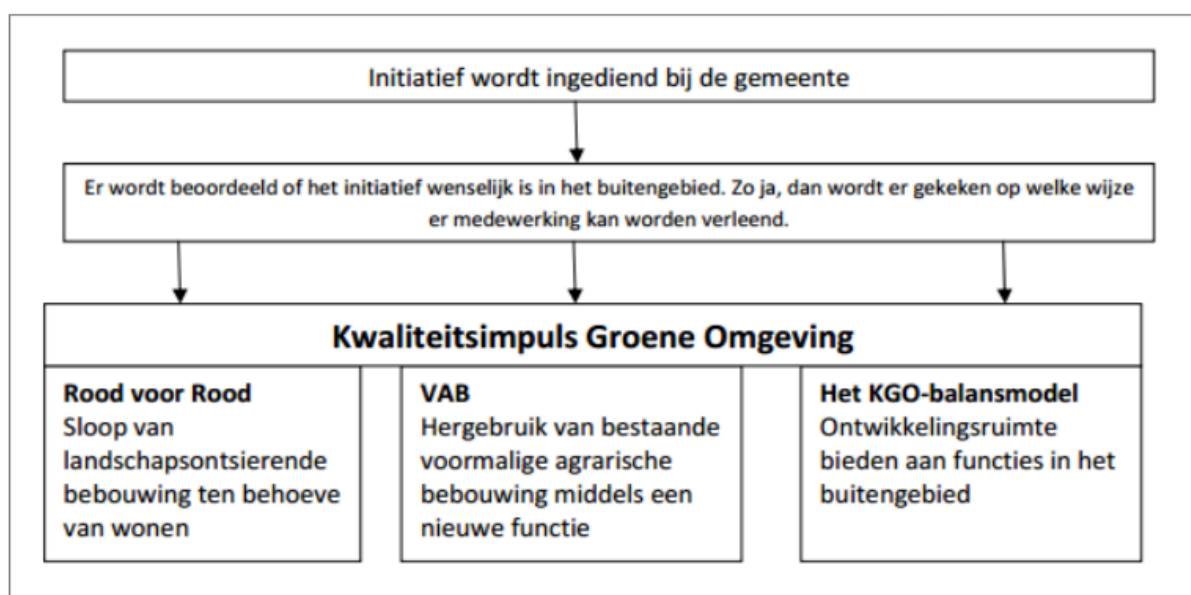 Initiatief wordt ingediend bij de gemeente
Er wordt beoordeeld of het initiatief wenselijk is in het buitengebied. Zo ja, dan wordt er gekeken op welke wijze
er medewerking kan worden verleend.
Kwaliteitsimpuls Groene Omgeving
Rood voor Rood
Sloop van
landschapsontsierende
bebouwing ten behoeve
van wonen
VAB
Hergebruik van bestaande
voormalige agrarische
bebouwing middels een
nieuwe functie
Het KGO-balansmodel
Ontwikkelingsruimte
bieden aan functies in het
buitengebied